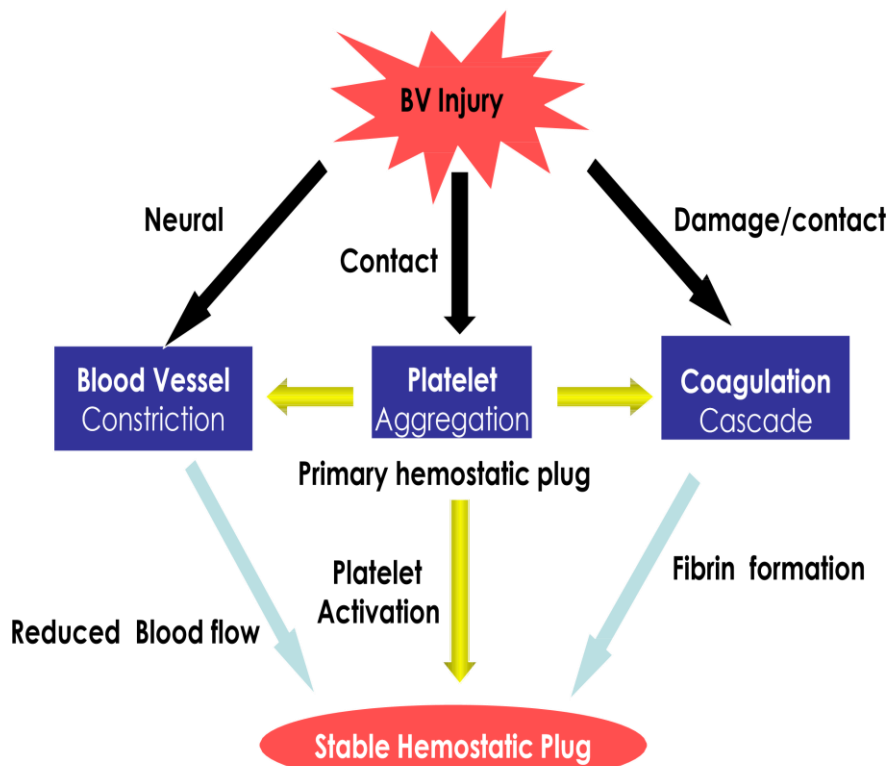 BV Injury
Neural
Contact
Damage/contact
Blood Vessel
Constriction
Platelet
Aggregation
Coagulation
Cascade
Primary hemostatic plug
Platelet
Activation
Fibrin formation
Reduced Blood flow
Stable Hemostatic Plug